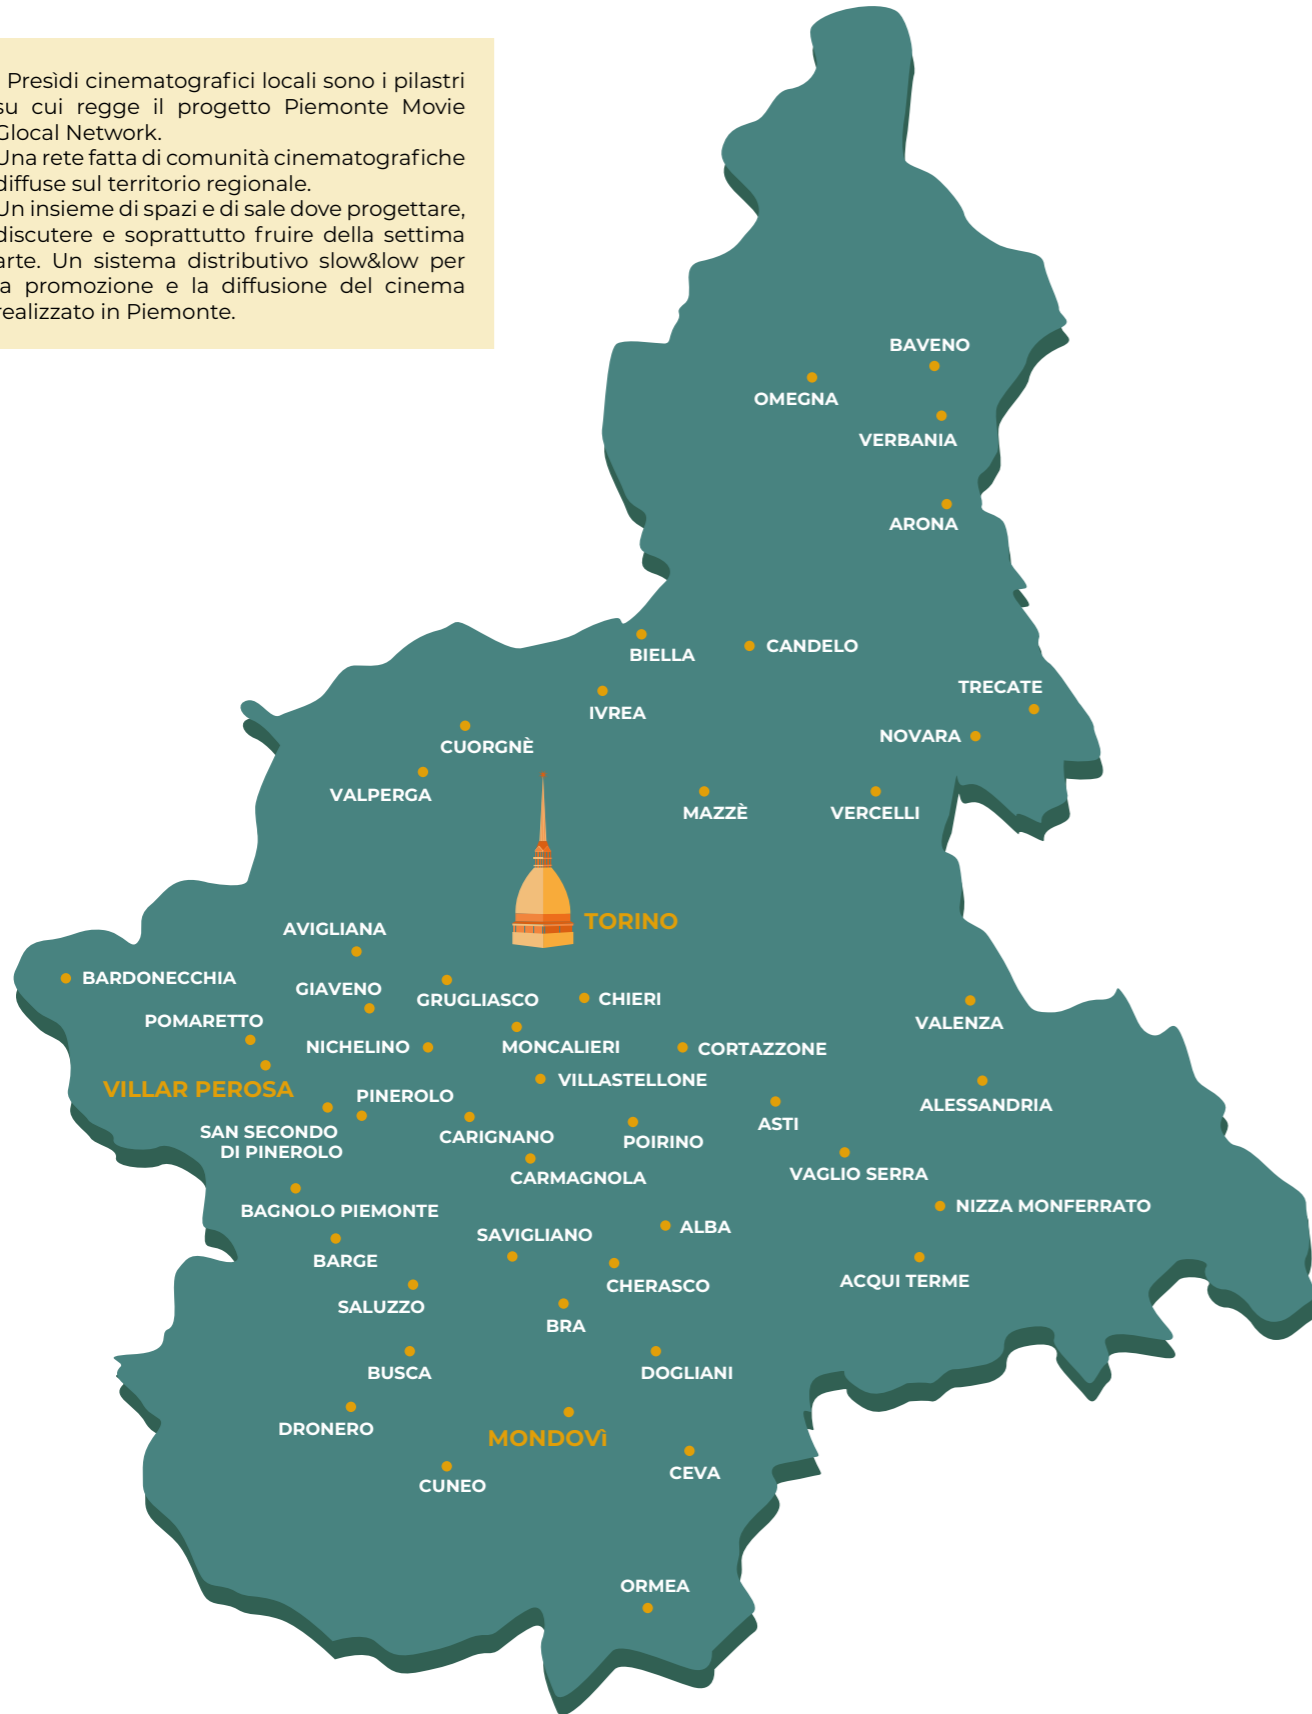 Presìdi cinematografici locali sono i pilastri
su cui regge il progetto Piemonte Movie
Glocal Network.
Una rete fatta di comunità cinematografiche
diffuse sul territorio regionale.
Un insieme di spazi e di sale dove progettare,
discutere e soprattutto fruire della settima
arte. Un sistema distributivo slow&low per
la promozione e la diffusione del cinema
realizzato in Piemonte.
BAVENO
OMEGNA
VERBANIA
ARONA
BIELLA
CANDELO
TRECATE
IVREA
NOVARA
CUORGNÈ
VALPERGA
MAZZÈ
VERCELLI
TORINO
AVIGLIANA
BARDONECCHIA
GIAVENO
GRUGLIASCO
CHIERI
POMARETTO
VALENZA
NICHELINO
MONCALIERI
CORTAZZONE
VILLASTELLONE
VILLAR PEROSA
PINEROLO
ALESSANDRIA
ASTI
SAN SECONDO
DI PINEROLO
CARIGNANO
POIRINO
CARMAGNOLA
VAGLIO SERRA
BAGNOLO PIEMONTE
NIZZA MONFERRATO
SAVIGLIANO
ALBA
BARGE
CHERASCO
ACQUI TERME
SALUZZO
BRA
BUSCA
DOGLIANI
DRONERO
MONDOVì
CEVA
CUNEO
ORMEA